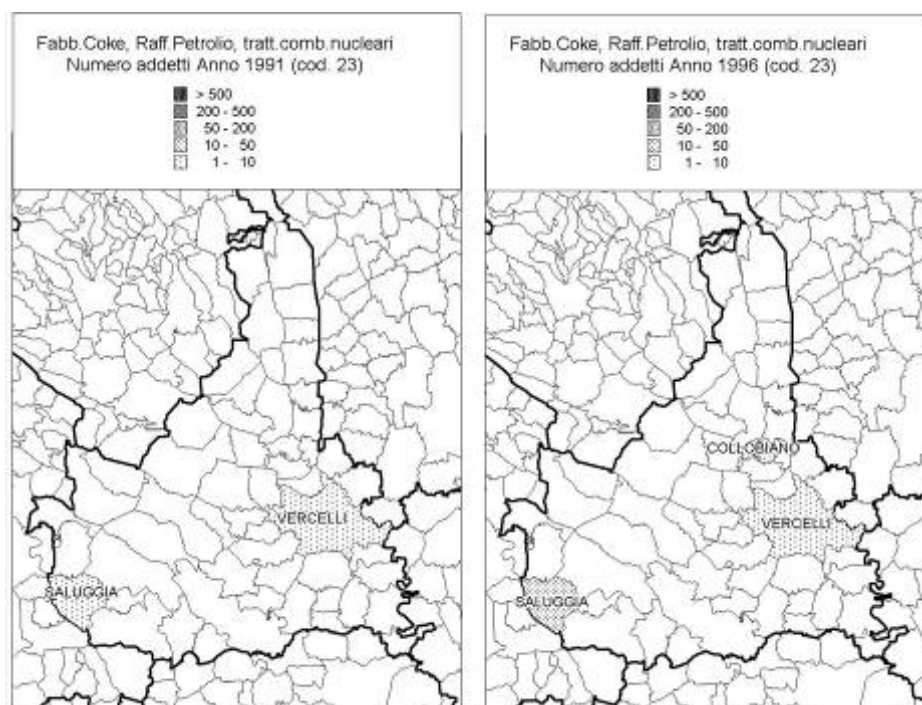 Fabb.Coke, Raff.Petrolio, tratt.comb.nucleari
Numero addetti Anno 1991 (cod. 23)
> 500
200 - 500
50 - 200
10 - 50
1 - 10
VERCELLI
SALUGGIA
Fabb.Coke, Raff.Petrolio, tratt.comb.nucleari
Numero addetti Anno 1996 (cod. 23)
> 500
200 - 500
50 - 200
10 - 50
1 - 10
COLLOBIANO
VERCELLI
SALUGGIA